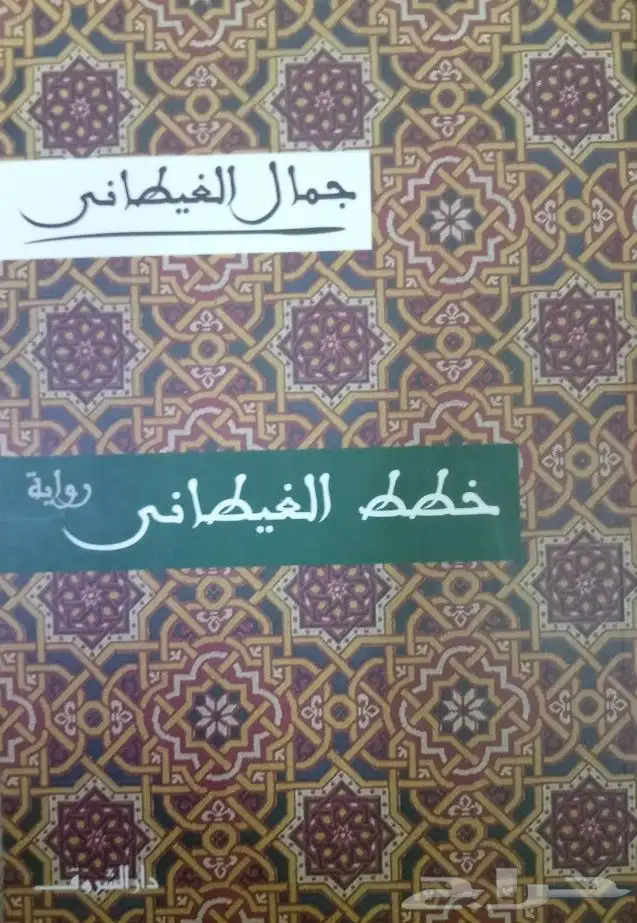 جمال الغيطاني
خطط الغيطاني
رواية
دار الشروق
حراج